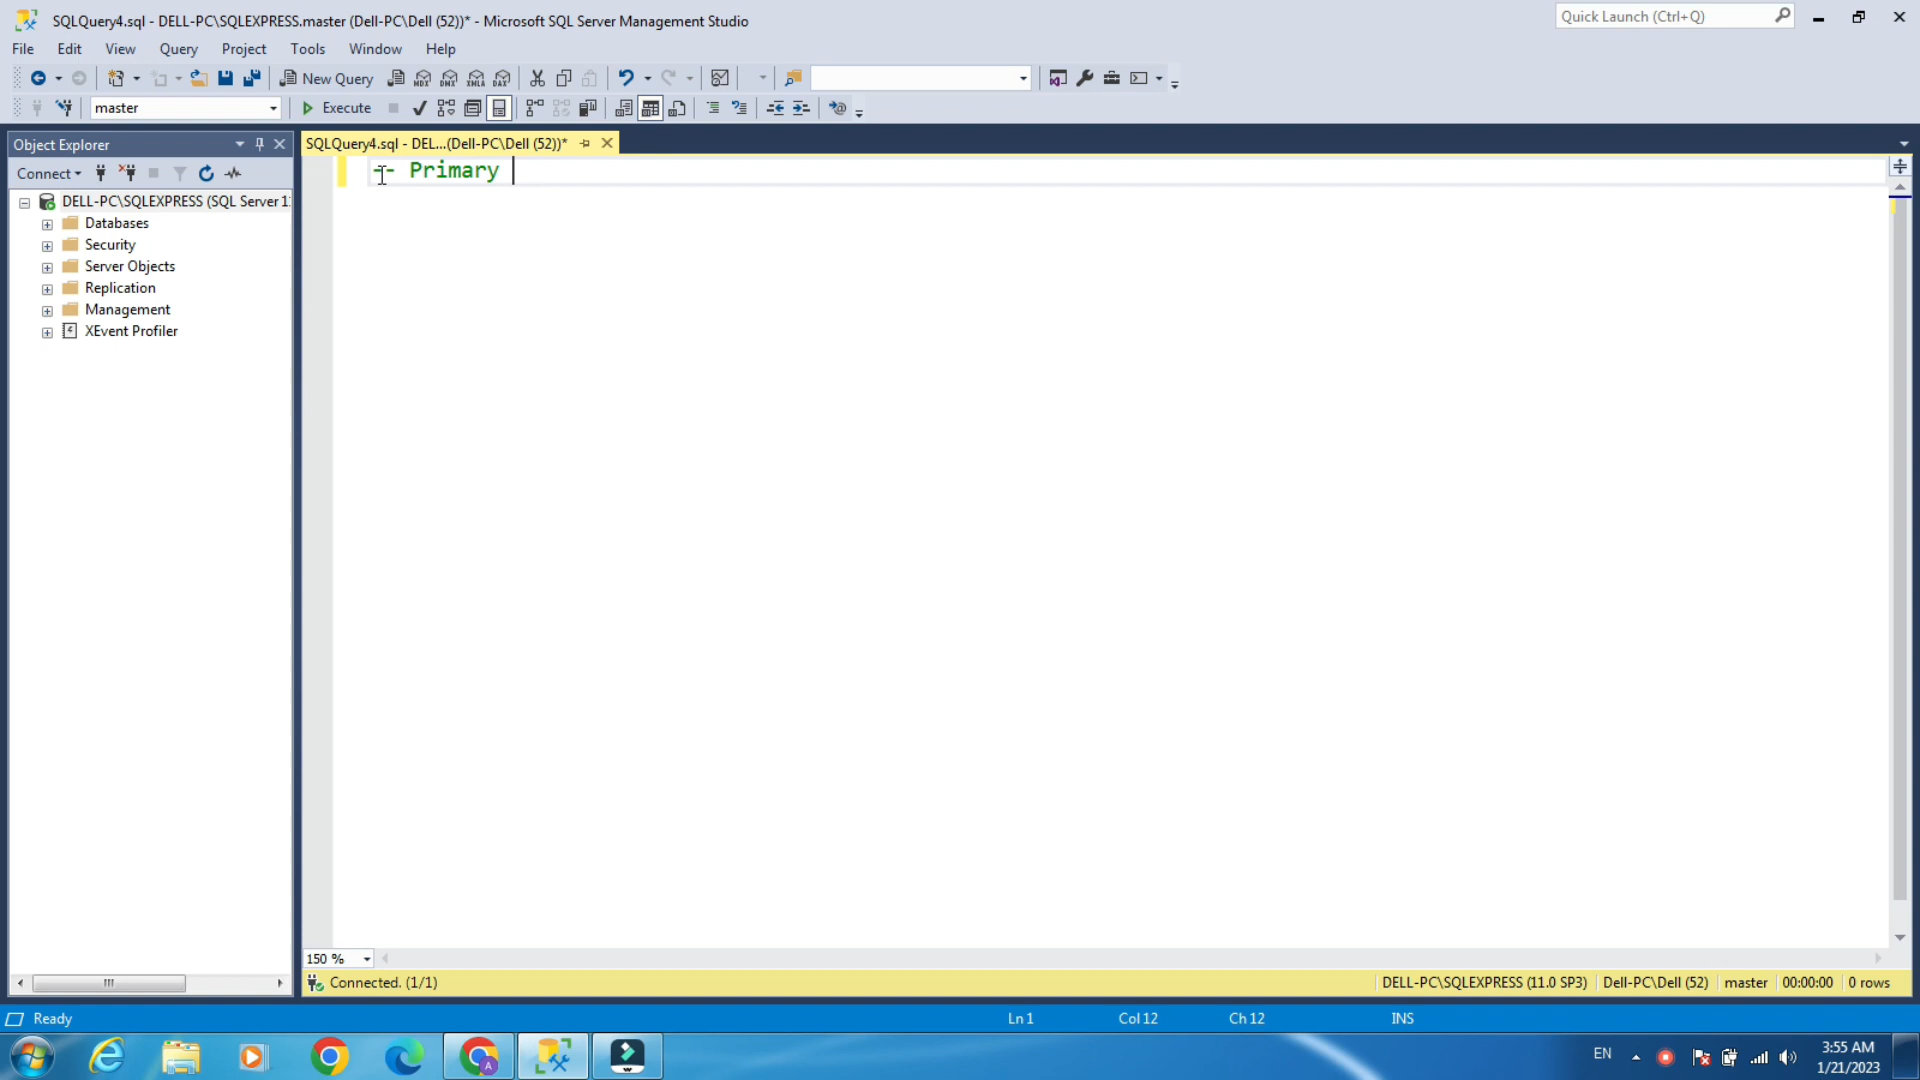 SQLQuery4.sql - DELL-PC\SQLEXPRESS.master (Dell-PC\Dell (52))* - Microsoft SQL Server Management Studio
Quick Launch (Ctrl+Q)
File Edit View Query Project Tools Window Help
New Query MDX DMX XMLA DAX
master Execute
Object Explorer
SQLQuery4.sql - DEL...(Dell-PC\Dell (52))*
Connect
-- Primary
DELL-PC\SQLEXPRESS (SQL Server 1
Databases
Security
Server Objects
Replication
Management
XEvent Profiler
150 %
Connected. (1/1)
DELL-PC\SQLEXPRESS (11.0 SP3) Dell-PC\Dell (52) master 00:00:00 0 rows
Ready Ln 1 Col 12 Ch 12 INS
EN
3:55 AM
1/21/2023